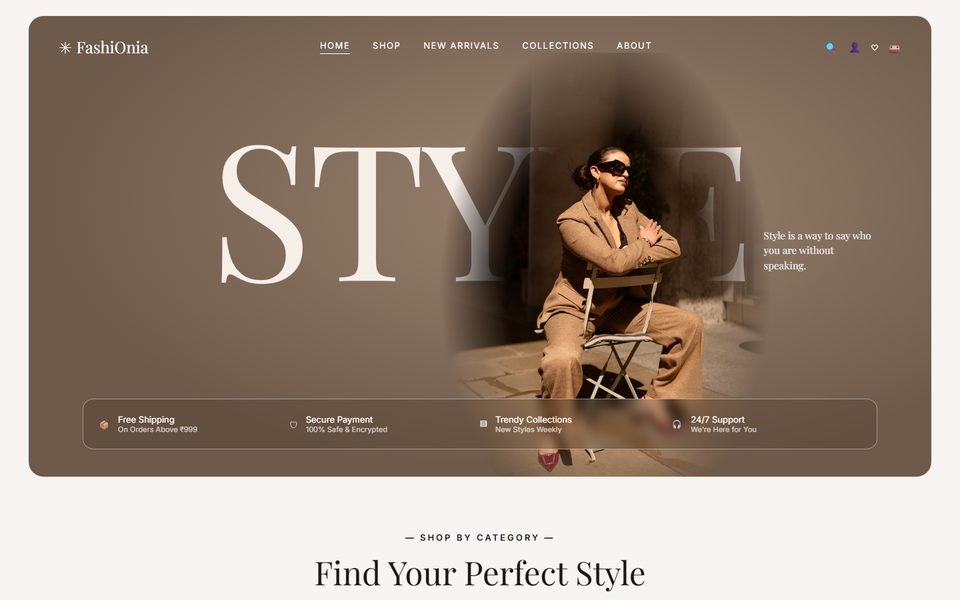 FashiOnia
HOME SHOP NEW ARRIVALS COLLECTIONS ABOUT
STYLE
Style is a way to say who
you are without
speaking.
Free Shipping
On Orders Above ₹999
Secure Payment
100% Safe & Encrypted
Trendy Collections
New Styles Weekly
24/7 Support
We're Here for You
— SHOP BY CATEGORY —
Find Your Perfect Style